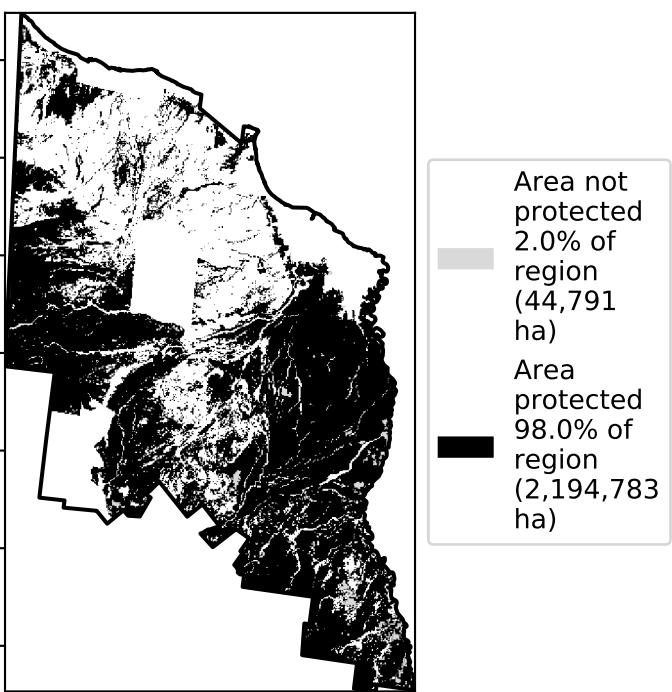 Area not
protected
2.0% of
region
(44,791
ha)
Area
protected
98.0% of
region
(2,194,783
ha)